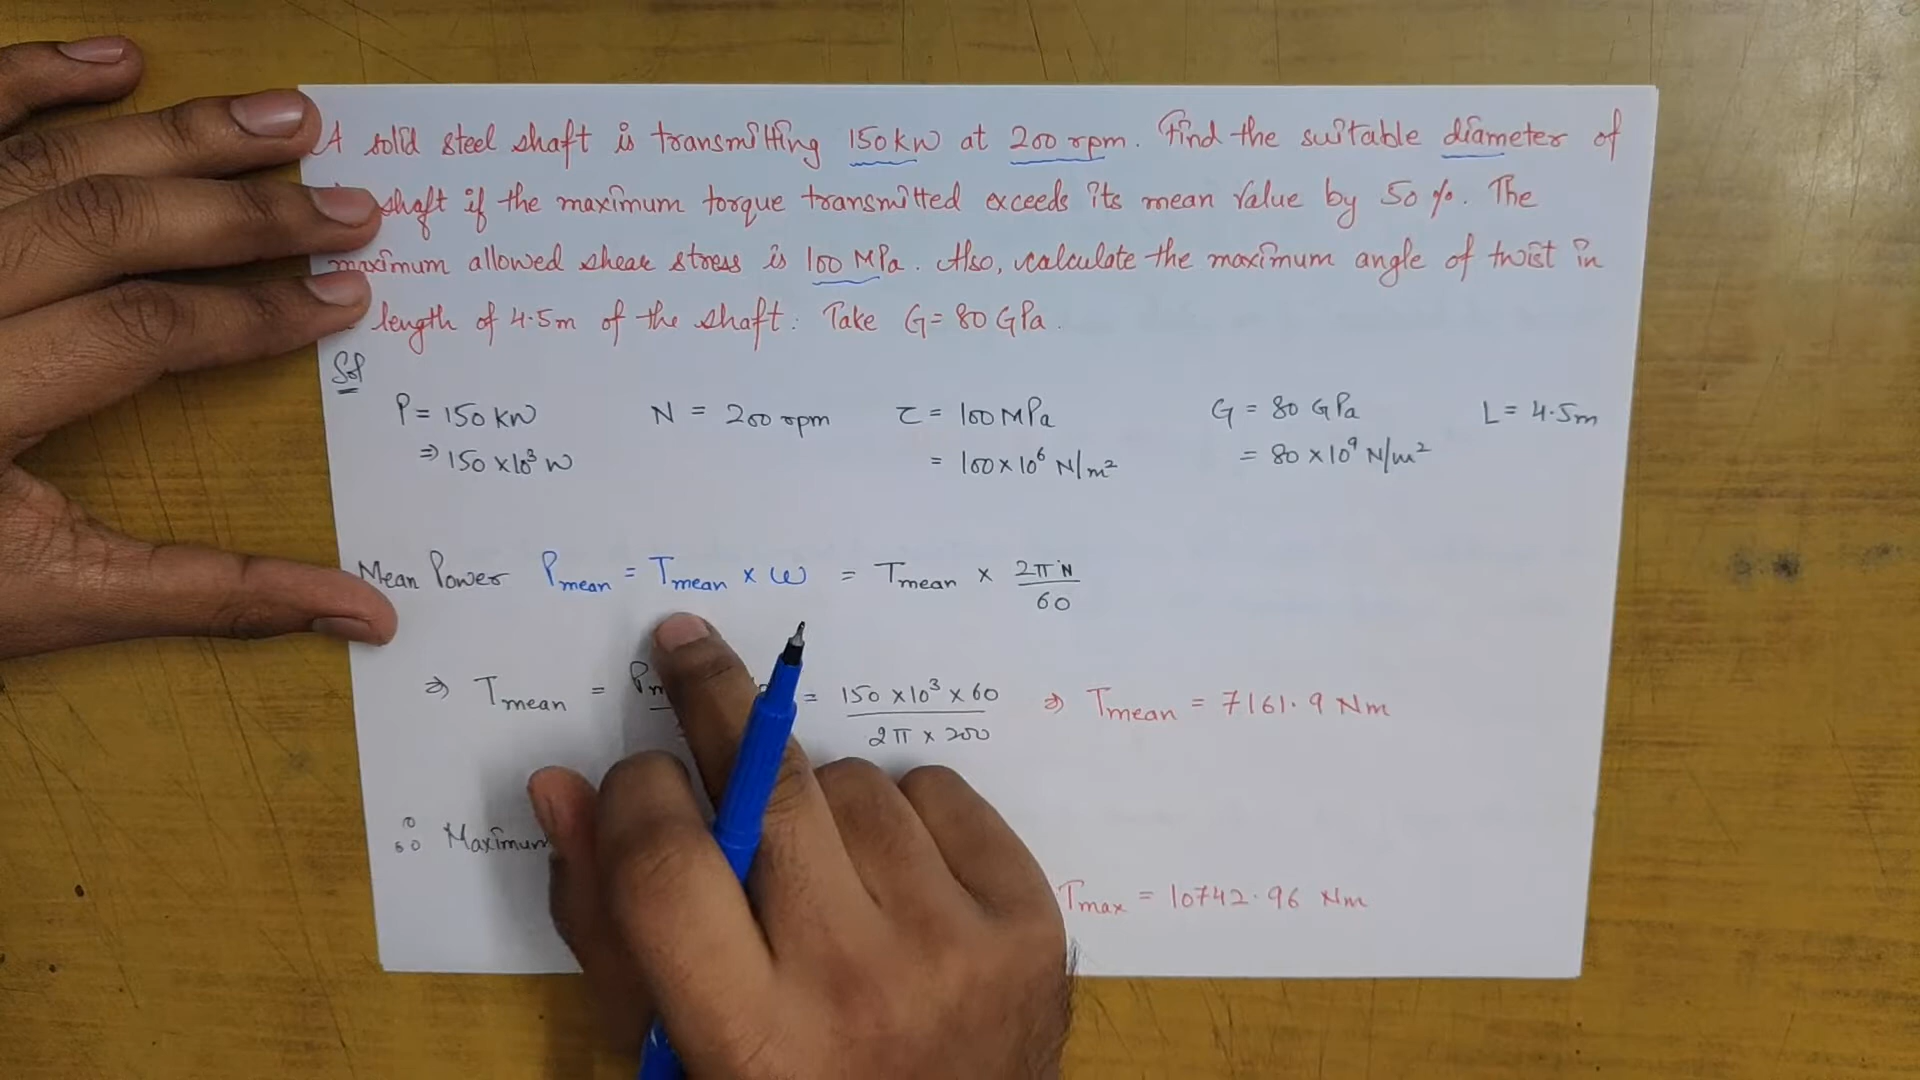 A solid steel shaft is transmitting 150 kW at 200 rpm. Find the suitable diameter of
shaft if the maximum torque transmitted exceeds its mean value by 50 %. The
maximum allowed shear stress is 100 MPa. Also, calculate the maximum angle of twist in
length of 4.5m of the shaft. Take G = 80 GPa.
Sol
P = 150 kW N = 200 rpm τ = 100 MPa G = 80 GPa L = 4.5m
⇒ 150 × 10³ W = 100 × 10⁶ N/m² = 80 × 10⁹ N/m²
Mean Power Pmean = Tmean × ω = Tmean × 2πN / 60
⇒ Tmean = = 150 × 10³ × 60 / 2π × 200 ⇒ Tmean = 7161.9 Nm
Maximum
Tmax = 10742.96 Nm